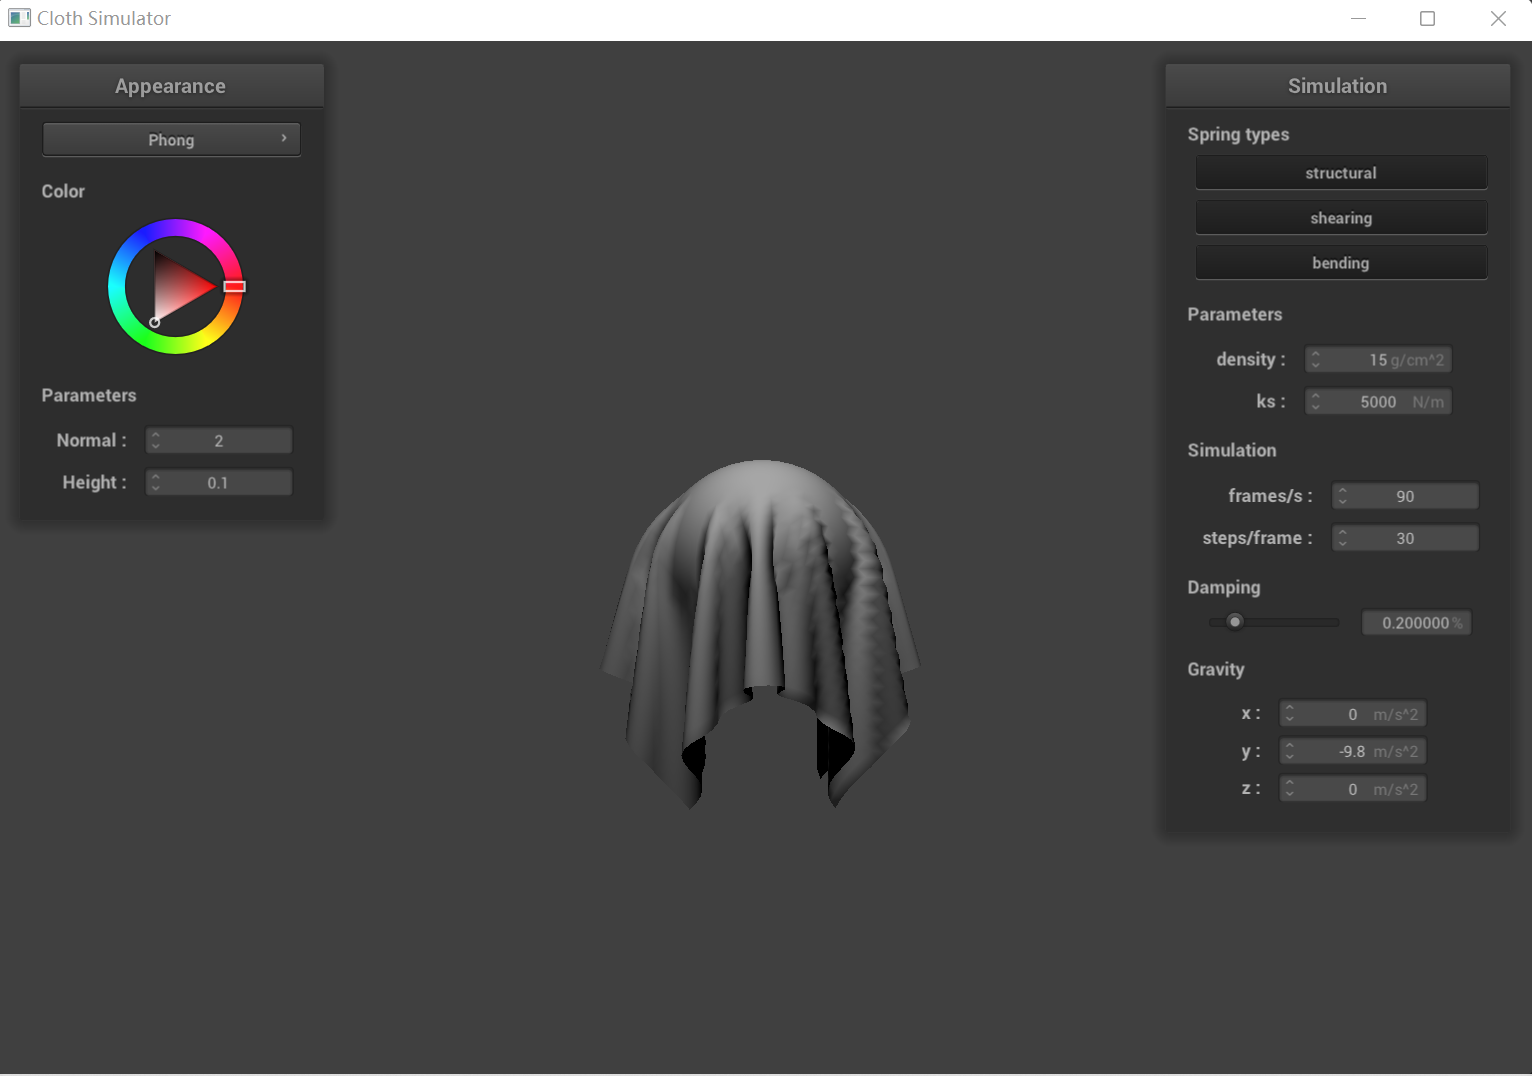 Cloth Simulator
Appearance
Phong
Color
Parameters
Normal : 2
Height : 0.1
Simulation
Spring types
structural
shearing
bending
Parameters
density : 15 g/cm^2
ks : 5000 N/m
Simulation
frames/s : 90
steps/frame : 30
Damping
0.200000 %
Gravity
x : 0 m/s^2
y : -9.8 m/s^2
z : 0 m/s^2